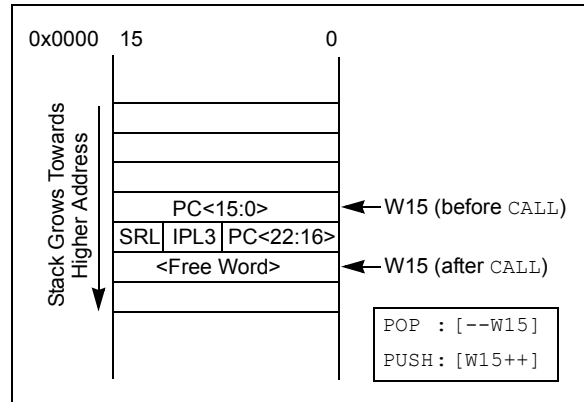 0x0000 15 0
Stack Grows Towards
Higher Address
PC<15:0>
W15 (before CALL)
SRL IPL3 PC<22:16>
<Free Word>
W15 (after CALL)
POP : [--W15]
PUSH: [W15++]